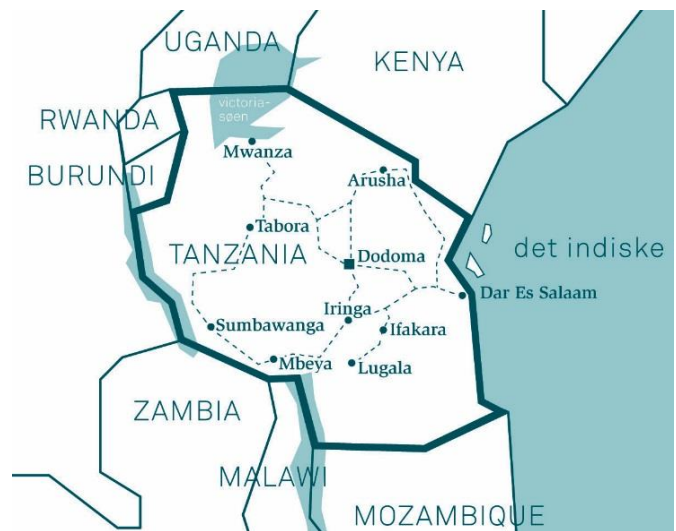 UGANDA
KENYA
victoria-
søen
RWANDA
Mwanza
BURUNDI
Arusha
Tabora
TANZANIA
Dodoma
det indiske
Dar Es Salaam
Iringa
Sumbawanga
Ifakara
Mbeya
Lugala
ZAMBIA
MALAWI
MOZAMBIQUE